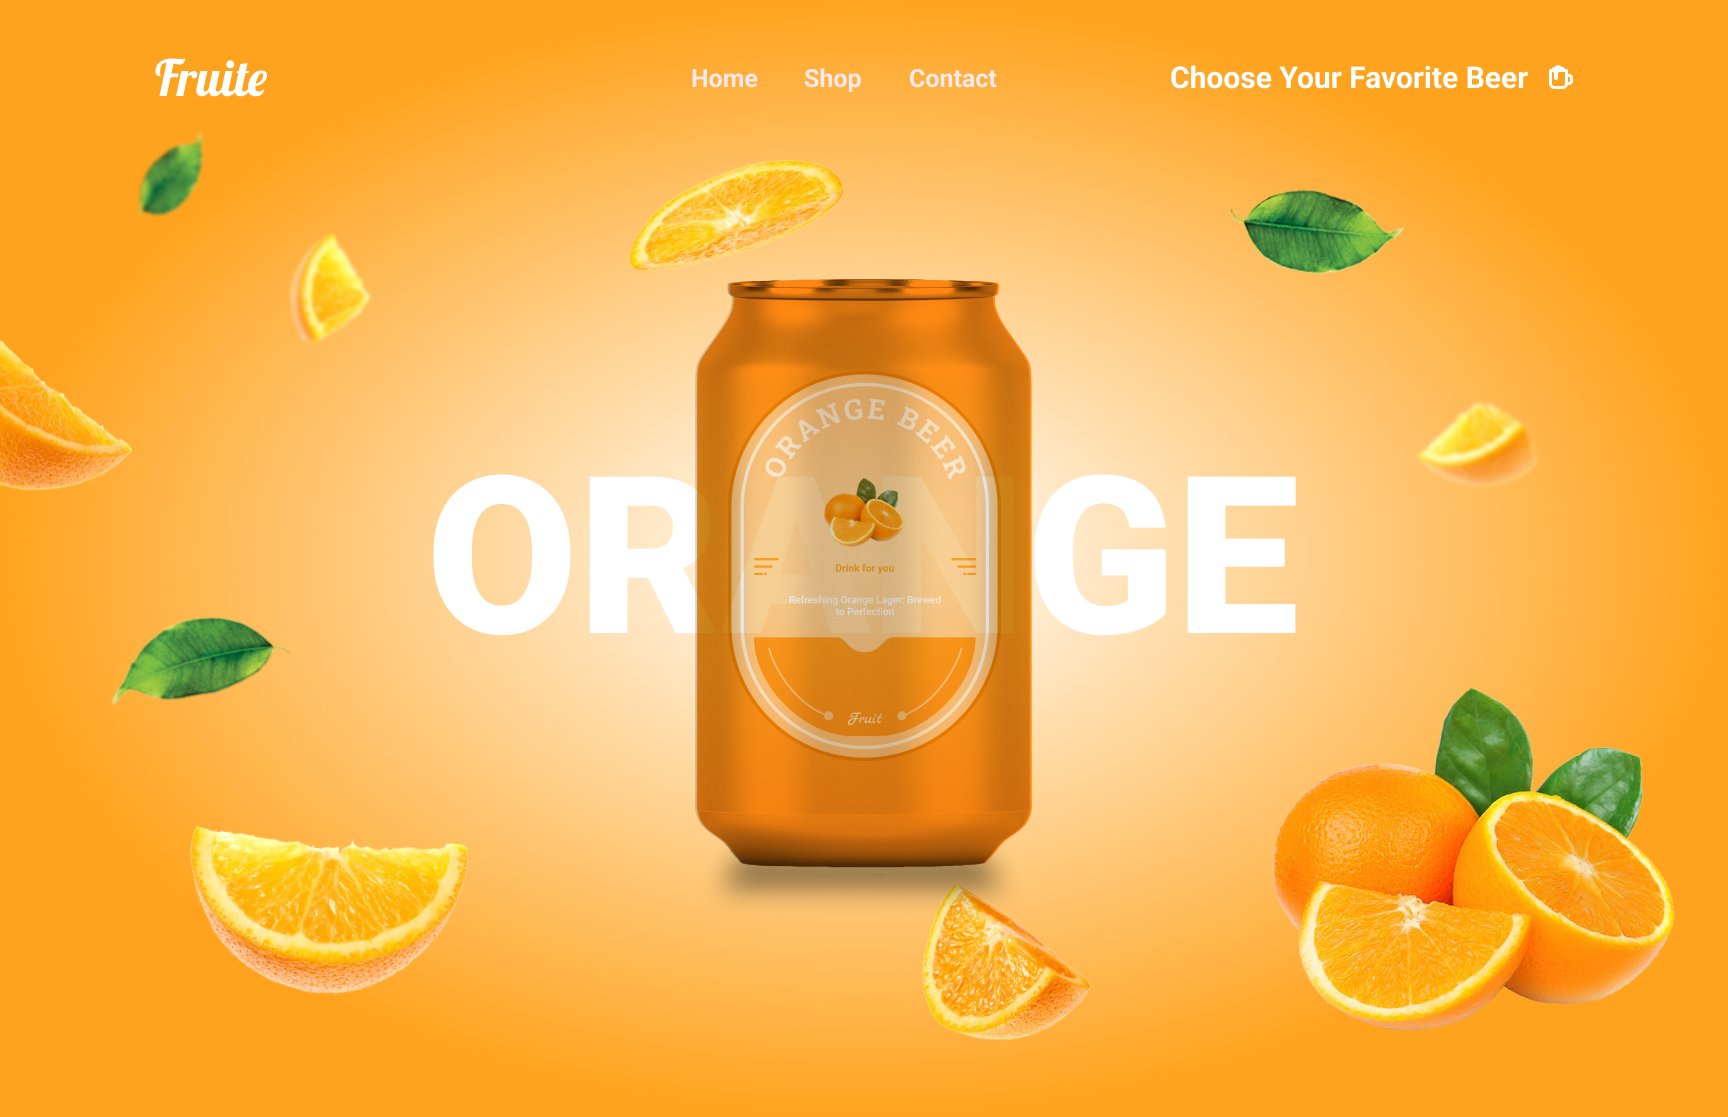 Fruite
Home Shop Contact
Choose Your Favorite Beer
ORANGE BEER
ORANGE
Drink for you
Refreshing Orange Lager: Brewed
to Perfection
Fruit